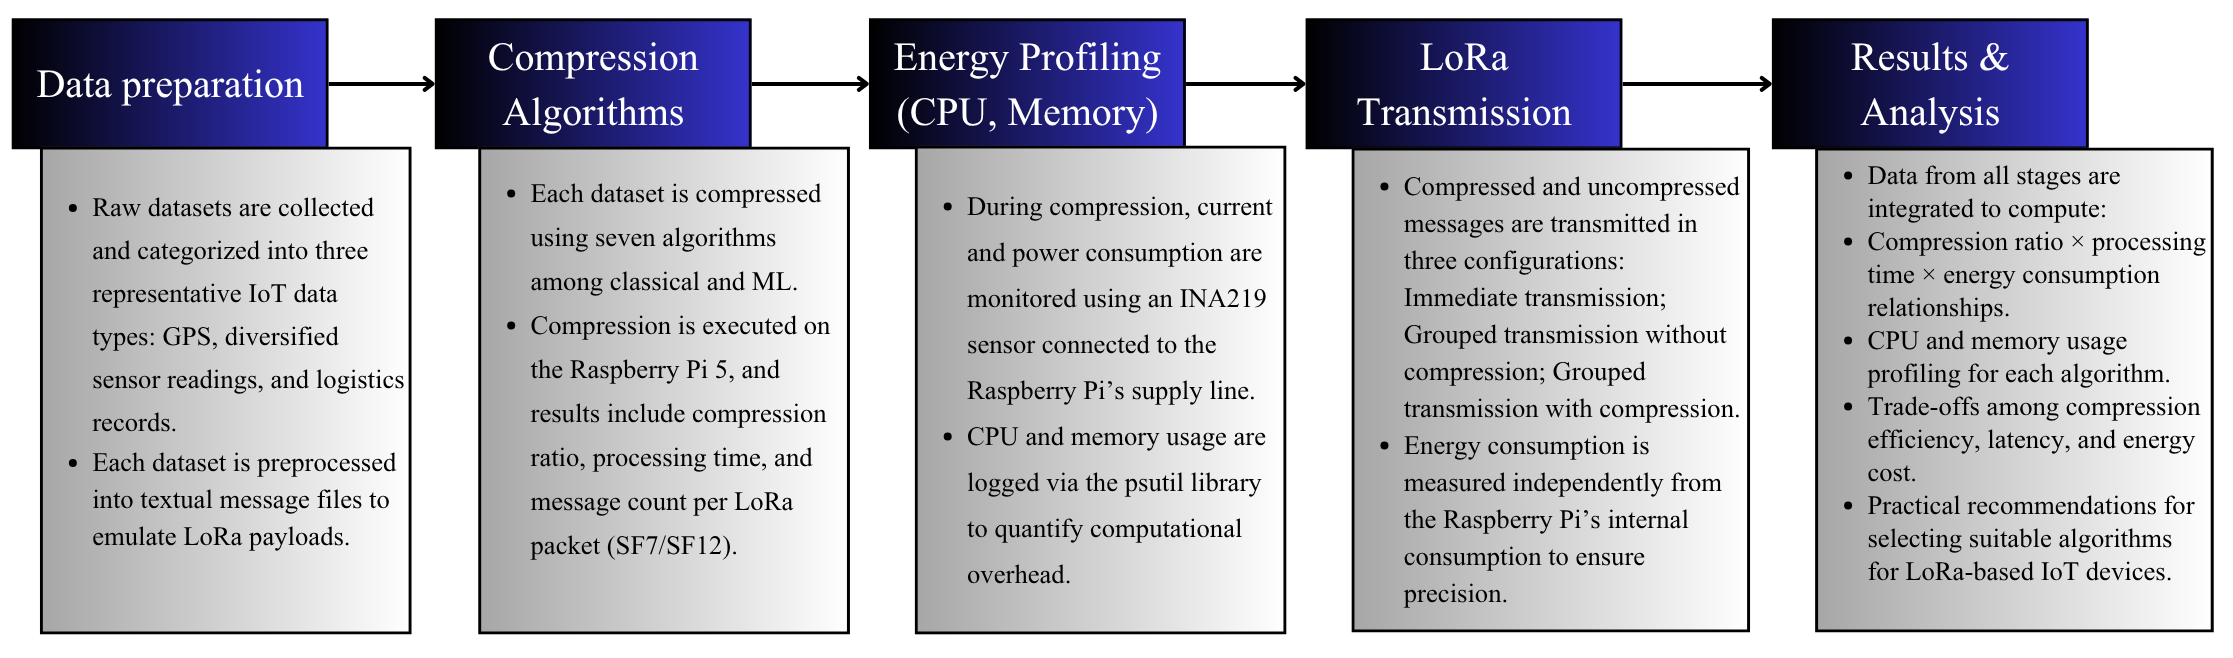 Data preparation
• Raw datasets are collected
and categorized into three
representative IoT data
types: GPS, diversified
sensor readings, and logistics
records.
• Each dataset is preprocessed
into textual message files to
emulate LoRa payloads.
Compression
Algorithms
• Each dataset is compressed
using seven algorithms
among classical and ML.
• Compression is executed on
the Raspberry Pi 5, and
results include compression
ratio, processing time, and
message count per LoRa
packet (SF7/SF12).
Energy Profiling
(CPU, Memory)
• During compression, current
and power consumption are
monitored using an INA219
sensor connected to the
Raspberry Pi’s supply line.
• CPU and memory usage are
logged via the psutil library
to quantify computational
overhead.
LoRa
Transmission
• Compressed and uncompressed
messages are transmitted in
three configurations:
Immediate transmission;
Grouped transmission without
compression; Grouped
transmission with compression.
• Energy consumption is
measured independently from
the Raspberry Pi’s internal
consumption to ensure
precision.
Results &
Analysis
• Data from all stages are
integrated to compute:
• Compression ratio × processing
time × energy consumption
relationships.
• CPU and memory usage
profiling for each algorithm.
• Trade-offs among compression
efficiency, latency, and energy
cost.
• Practical recommendations for
selecting suitable algorithms
for LoRa-based IoT devices.